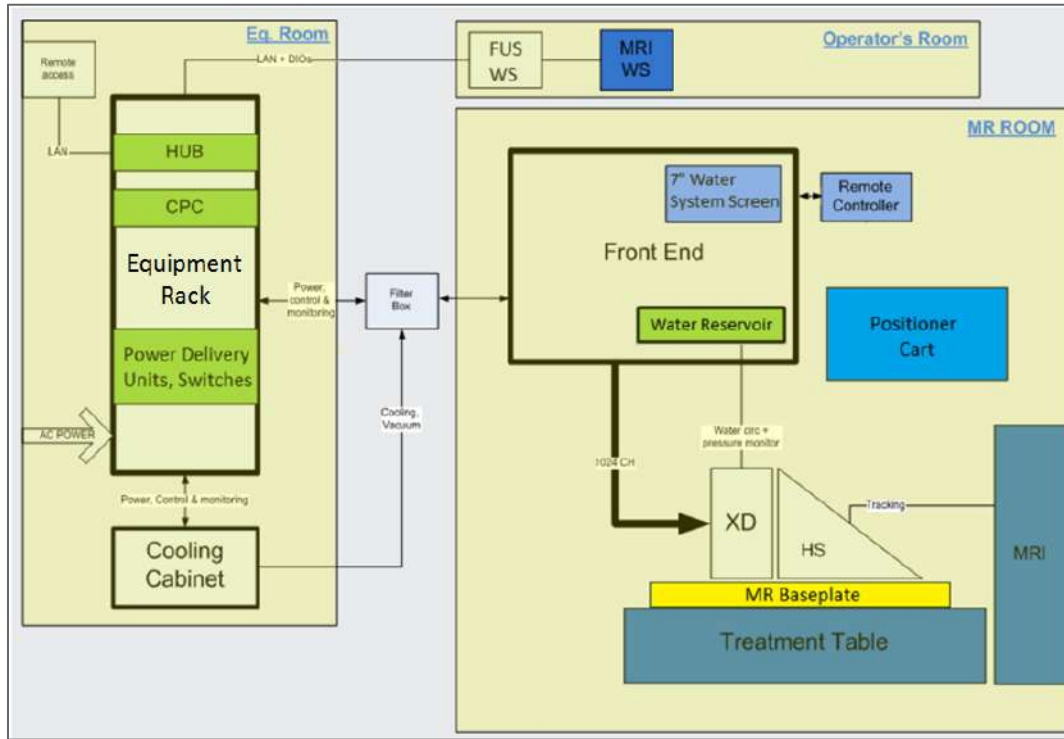 Eq. Room
Remote
access
LAN
LAN + DIOs
HUB
CPC
Equipment
Rack
Power Delivery
Units, Switches
AC POWER
Power, Control & monitoring
Cooling
Cabinet
Power,
control &
monitoring
Filter
Box
Cooling,
Vacuum
Operator's Room
FUS
WS
MRI
WS
MR ROOM
7" Water
System Screen
Remote
Controller
Front End
Water Reservoir
Positioner
Cart
Water circ +
pressure monitor
1024 CH
XD
HS
Tracking
MRI
MR Baseplate
Treatment Table